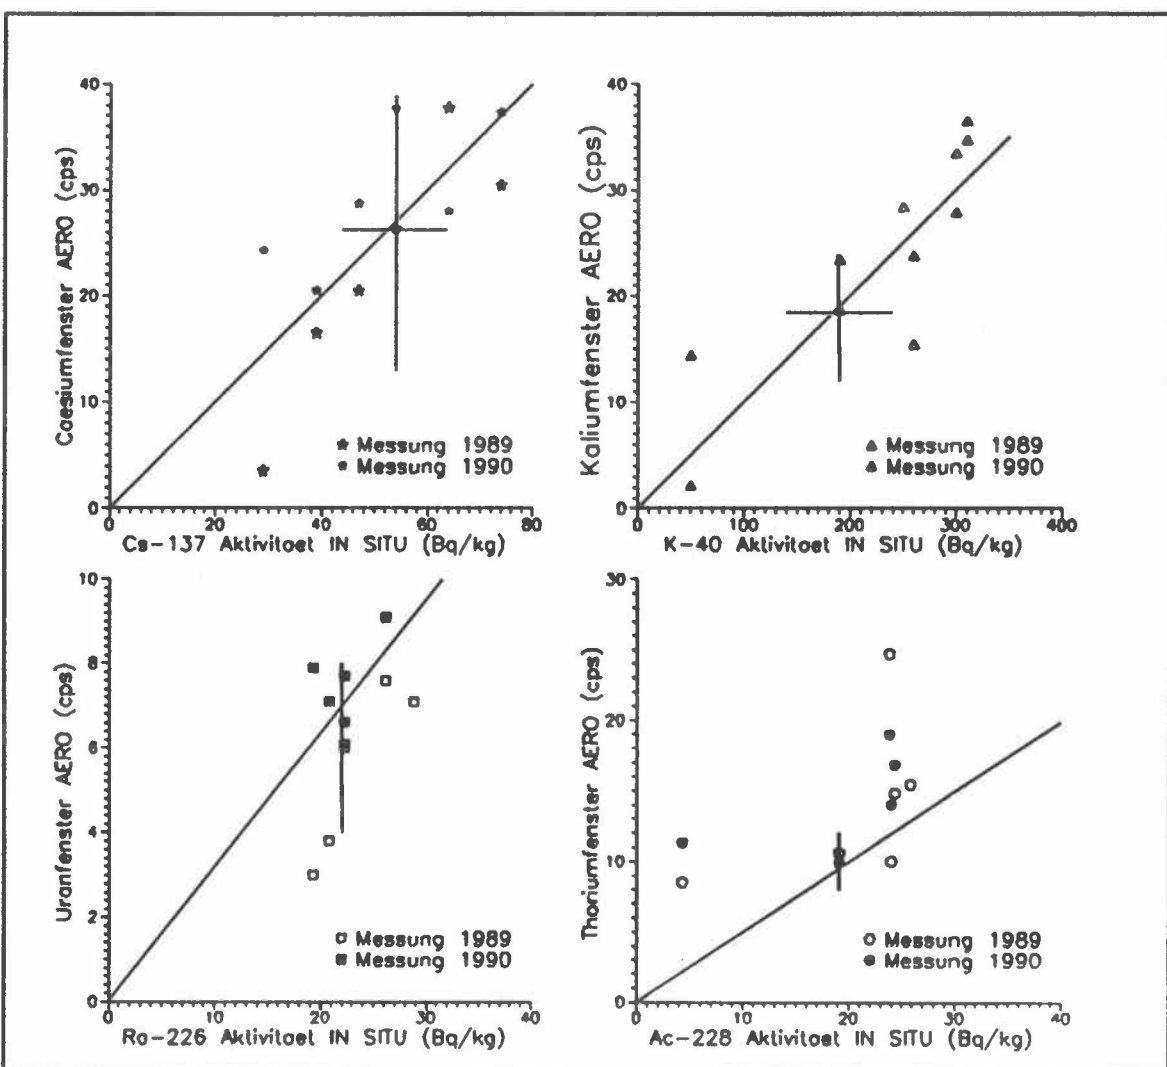 40
30
20
10
0
Caesiumfenster AERO (cps)
★ Messung 1989
● Messung 1990
0 20 40 60 80
Cs-137 Aktivitaet IN SITU (Bq/kg)
40
30
20
10
0
Kaliumfenster AERO (cps)
△ Messung 1989
▲ Messung 1990
0 100 200 300 400
K-40 Aktivitaet IN SITU (Bq/kg)
10
8
6
4
2
0
Uranfenster AERO (cps)
□ Messung 1989
■ Messung 1990
0 20 30 40
Ra-226 Aktivitaet IN SITU (Bq/kg)
30
20
10
0
Thoriumfenster AERO (cps)
○ Messung 1989
● Messung 1990
0 10 20 30 40
Ac-228 Aktivitaet IN SITU (Bq/kg)